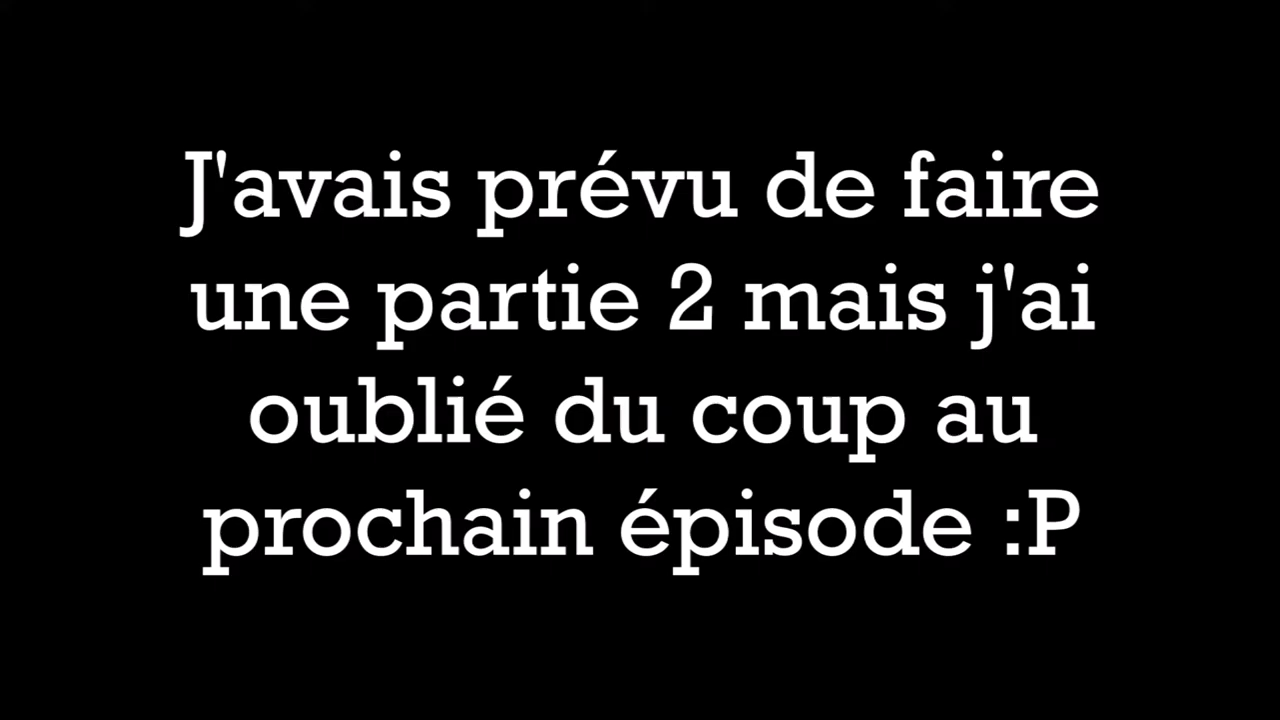 J'avais prévu de faire
une partie 2 mais j'ai
oublié du coup au
prochain épisode :P